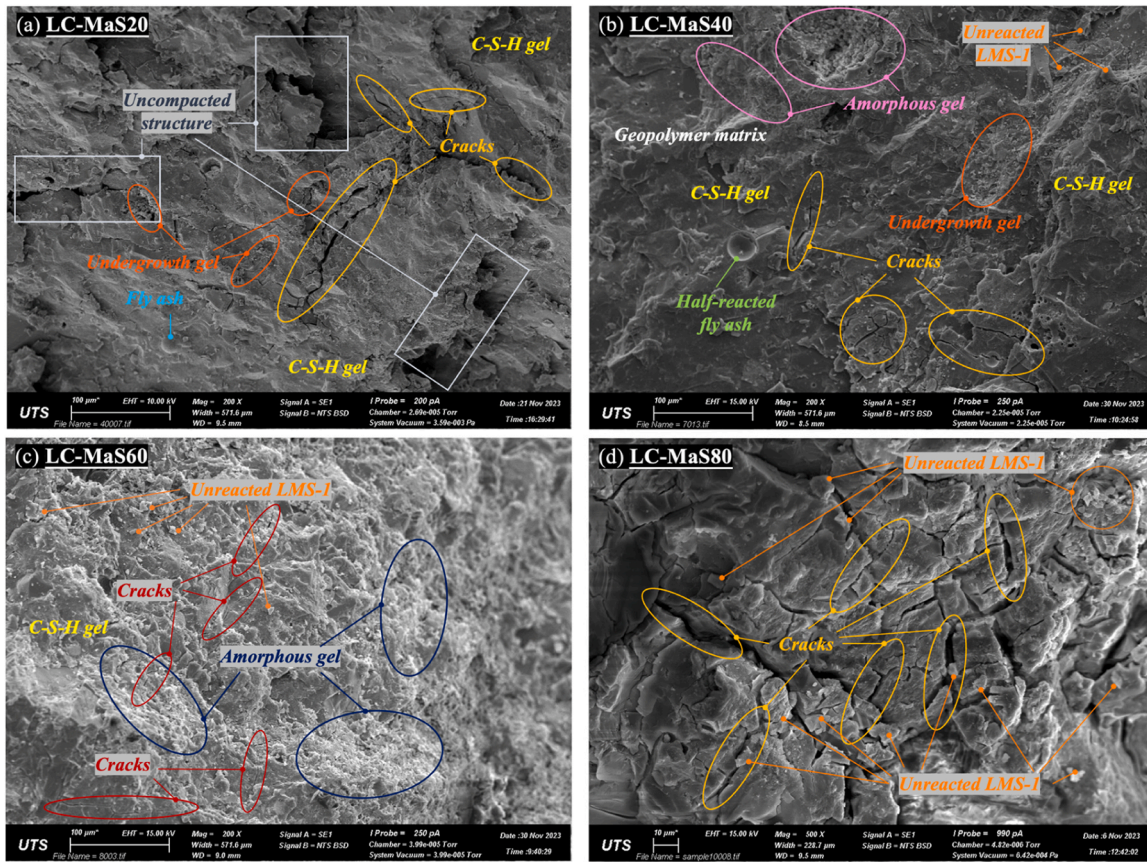 (a) LC-MaS20
C-S-H gel
Uncompacted
structure
Cracks
Undergrowth gel
Fly ash
C-S-H gel
100 µm*
EHT = 10.00 kV
Mag = 200 X
Signal A = SE1
I Probe = 200 pA
Date :21 Nov 2023
UTS
Width = 571.6 µm
Signal B = NTS BSD
Chamber = 2.69e-005 Torr
File Name = 40007.tif
WD = 9.5 mm
System Vacuum = 3.59e-003 Pa
Time :16:29:41
(b) LC-MaS40
Unreacted
LMS-1
Amorphous gel
Geopolymer matrix
C-S-H gel
C-S-H gel
Undergrowth gel
Cracks
Half-reacted
fly ash
100 µm*
EHT = 15.00 kV
Mag = 200 X
Signal A = SE1
I Probe = 250 pA
Date :30 Nov 2023
UTS
Width = 571.6 µm
Signal B = NTS BSD
Chamber = 2.25e-005 Torr
File Name = 7013.tif
WD = 8.5 mm
System Vacuum = 2.25e-005 Torr
Time :10:24:58
(c) LC-MaS60
Unreacted LMS-1
Cracks
C-S-H gel
Amorphous gel
Cracks
100 µm*
EHT = 15.00 kV
Mag = 200 X
Signal A = SE1
I Probe = 250 pA
Date :30 Nov 2023
UTS
Width = 571.6 µm
Signal B = NTS BSD
Chamber = 3.99e-005 Torr
File Name = 8003.tif
WD = 9.0 mm
System Vacuum = 3.99e-005 Torr
Time :9:40:29
(d) LC-MaS80
Unreacted LMS-1
Cracks
Unreacted LMS-1
10 µm*
EHT = 15.00 kV
Mag = 500 X
Signal A = SE1
I Probe = 990 pA
Date :6 Nov 2023
UTS
Width = 228.7 µm
Signal B = NTS BSD
Chamber = 4.82e-006 Torr
File Name = sample10008.tif
WD = 9.5 mm
System Vacuum = 6.42e-004 Pa
Time :12:42:02